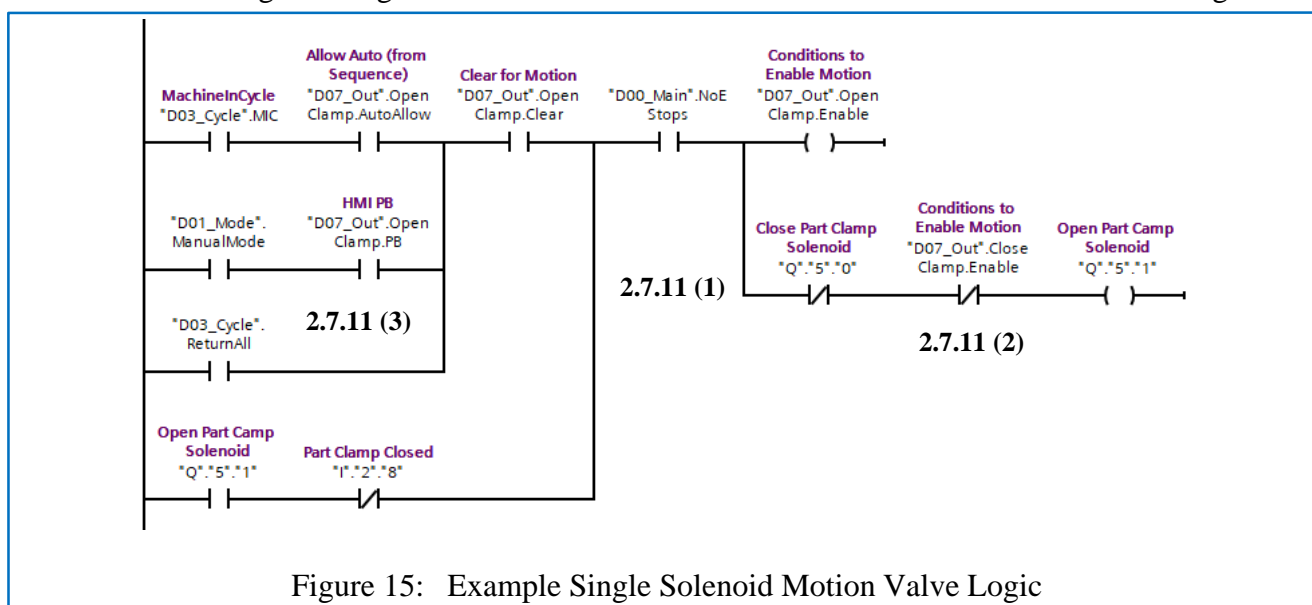 MachineInCycle
"D03_Cycle".MIC
Allow Auto (from
Sequence)
"D07_Out".Open
Clamp.AutoAllow
Clear for Motion
"D07_Out".Open
Clamp.Clear
"D00_Main".NoE
Stops
Conditions to
Enable Motion
"D07_Out".Open
Clamp.Enable
"D01_Mode".
ManualMode
HMI PB
"D07_Out".Open
Clamp.PB
2.7.11 (3)
2.7.11 (1)
Close Part Clamp
Solenoid
"Q"."5"."0"
Conditions to
Enable Motion
"D07_Out".Close
Clamp.Enable
Open Part Camp
Solenoid
"Q"."5"."1"
2.7.11 (2)
"D03_Cycle".
ReturnAll
Open Part Camp
Solenoid
"Q"."5"."1"
Part Clamp Closed
"I"."2"."8"
Figure 15: Example Single Solenoid Motion Valve Logic